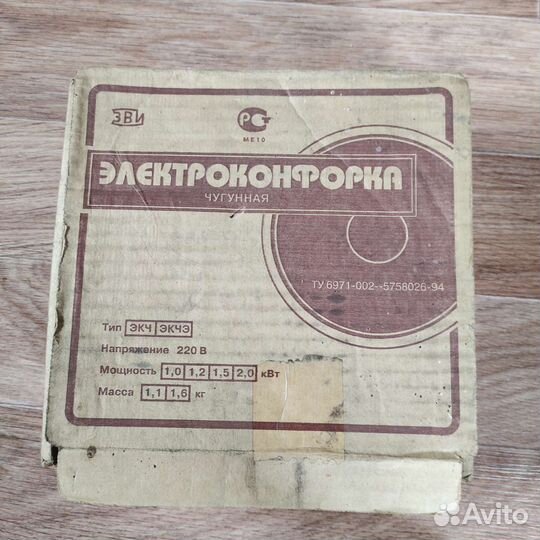 ЗВИ
РСТ
МЕ10
ЭЛЕКТРОКОНФОРКА
ЧУГУННАЯ
ТУ 6971-002--5758026-94
Тип ЭКЧ ЭКЧЭ
Напряжение 220 В
Мощность 1,0 1,2 1,5 2,0 кВт
Масса 1,1 1,6 кг
Avito